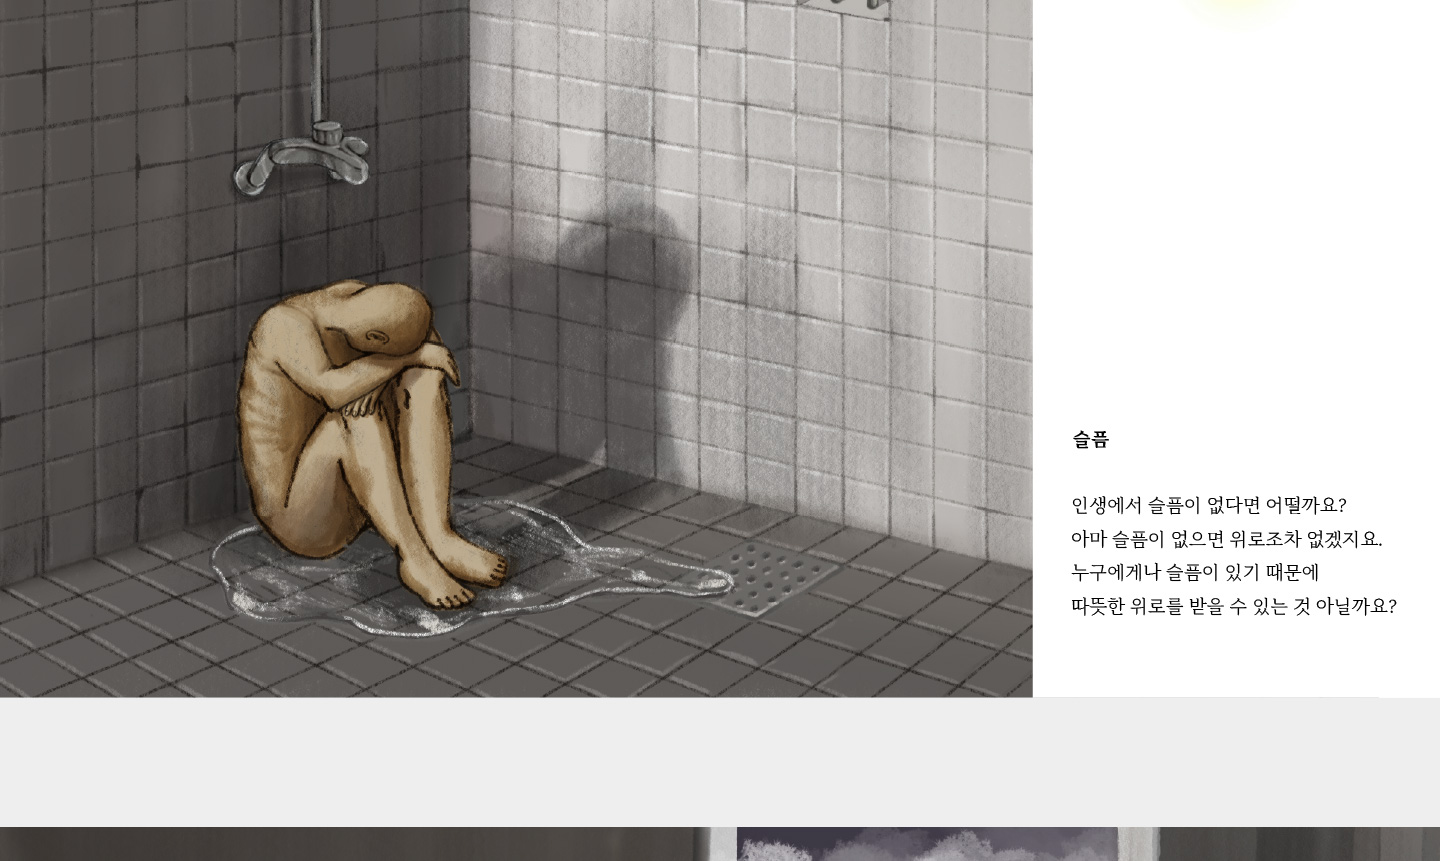 슬픔
인생에서 슬픔이 없다면 어떨까요?
아마 슬픔이 없으면 위로조차 없겠지요.
누구에게나 슬픔이 있기 때문에
따뜻한 위로를 받을 수 있는 것 아닐까요?